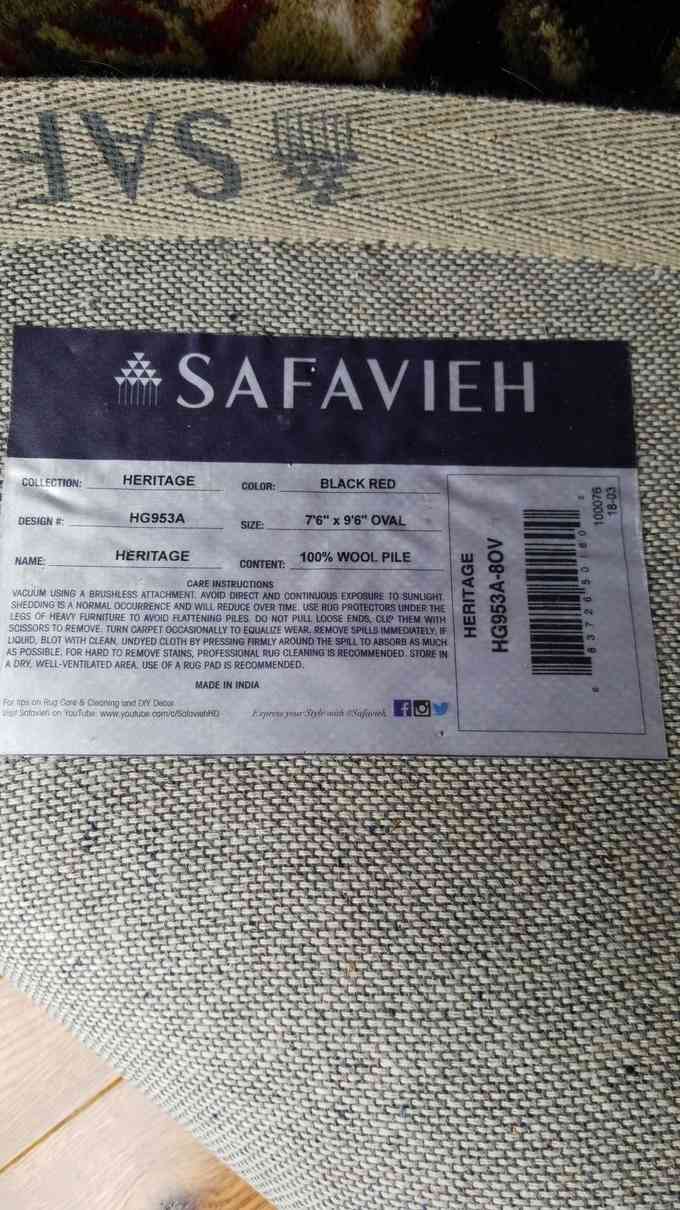 SAF
SAFAVIEH
COLLECTION: HERITAGE COLOR: BLACK RED
DESIGN #: HG953A SIZE: 7'6" x 9'6" OVAL
NAME: HERITAGE CONTENT: 100% WOOL PILE
CARE INSTRUCTIONS
VACUUM USING A BRUSHLESS ATTACHMENT. AVOID DIRECT AND CONTINUOUS EXPOSURE TO SUNLIGHT.
SHEDDING IS A NORMAL OCCURRENCE AND WILL REDUCE OVER TIME. USE RUG PROTECTORS UNDER THE
LEGS OF HEAVY FURNITURE TO AVOID FLATTENING PILES. DO NOT PULL LOOSE ENDS, CLIP THEM WITH
SCISSORS TO REMOVE. TURN CARPET OCCASIONALLY TO EQUALIZE WEAR. REMOVE SPILLS IMMEDIATELY, IF
LIQUID, BLOT WITH CLEAN, UNDYED CLOTH BY PRESSING FIRMLY AROUND THE SPILL TO ABSORB AS MUCH
AS POSSIBLE. FOR HARD TO REMOVE STAINS, PROFESSIONAL RUG CLEANING IS RECOMMENDED. STORE IN
A DRY, WELL-VENTILATED AREA. USE OF A RUG PAD IS RECOMMENDED.
MADE IN INDIA
For tips on Rug Care & Cleaning and DIY Decor
Visit Safavieh on YouTube: www.youtube.com/c/SafaviehHD
Express your Style with @Safavieh
HERITAGE
HG953A-8OV
100076
18-03